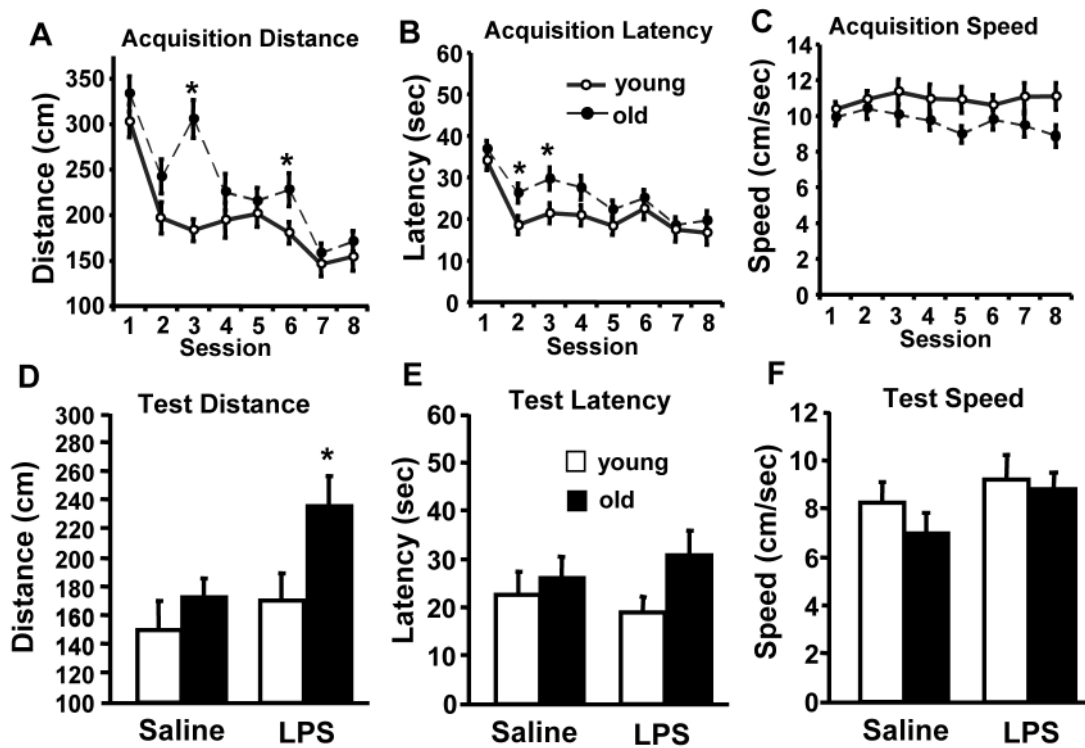 A
Acquisition Distance
Distance (cm)
350
300
250
200
150
100
*
*
1 2 3 4 5 6 7 8
Session
B
Acquisition Latency
Latency (sec)
60
50
40
30
20
10
0
young
old
*
*
1 2 3 4 5 6 7 8
Session
C
Acquisition Speed
Speed (cm/sec)
14
12
10
8
6
4
2
0
1 2 3 4 5 6 7 8
Session
D
Test Distance
Distance (cm)
300
280
260
240
220
200
180
160
140
120
100
*
Saline LPS
E
Test Latency
Latency (sec)
60
50
40
30
20
10
0
young
old
Saline LPS
F
Test Speed
Speed (cm/sec)
12
10
8
6
4
2
0
Saline LPS